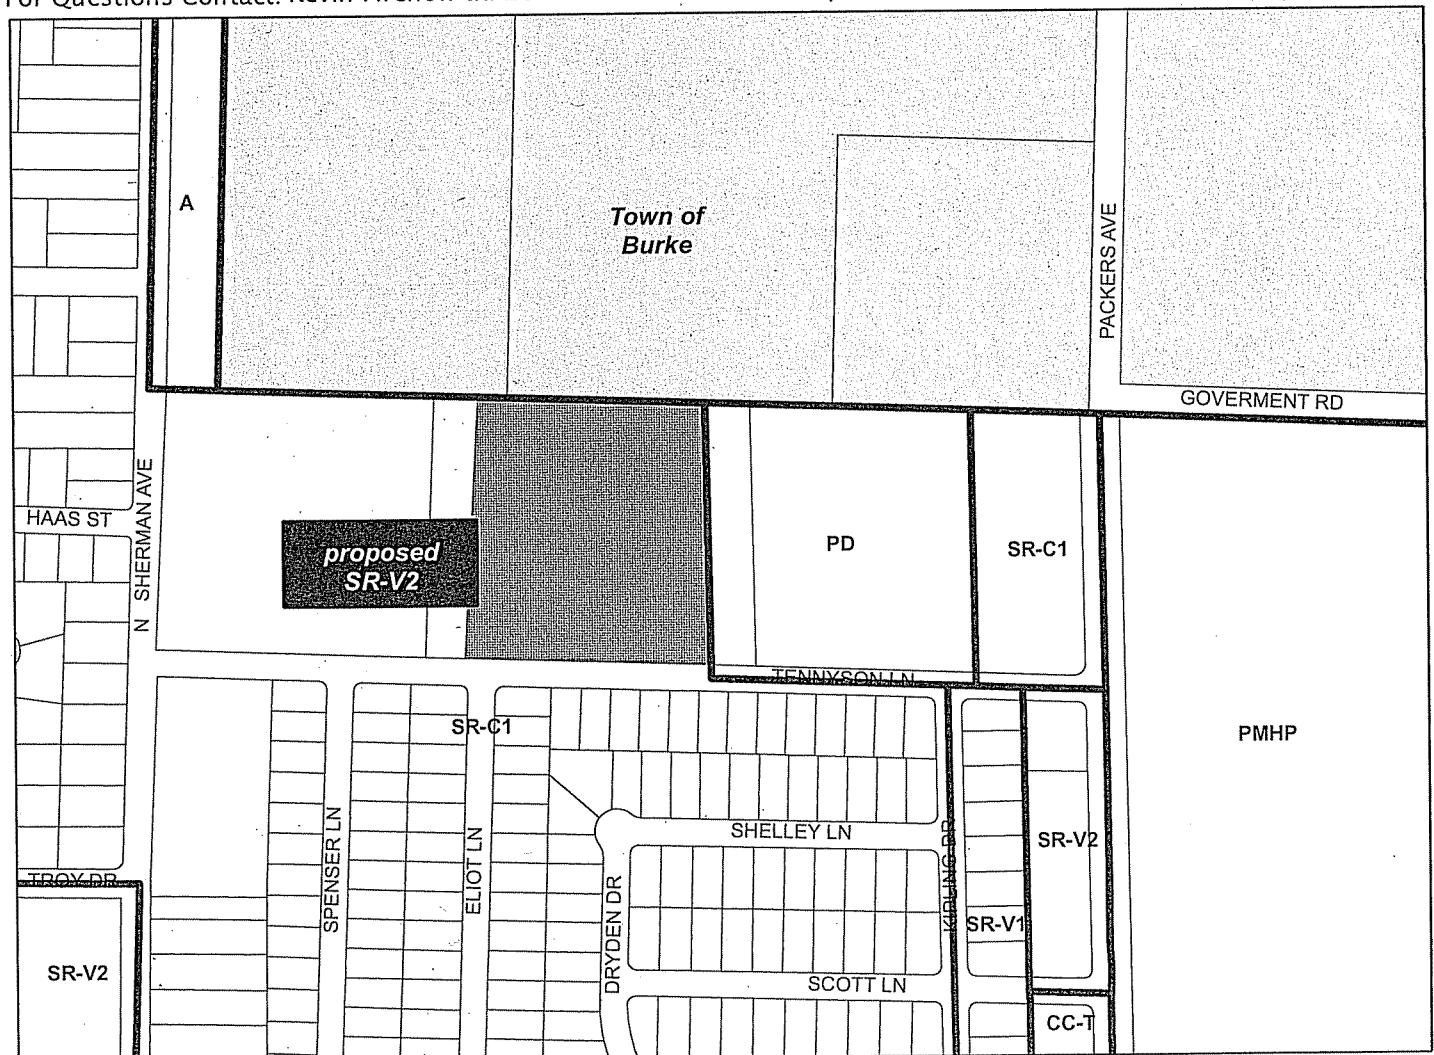 For Questions Contact: Kevin
A
Town of
Burke
PACKERS AVE
GOVERMENT RD
HAAS ST
N SHERMAN AVE
proposed
SR-V2
PD
SR-C1
TENNYSON LN
SR-C1
PMHP
SPENSER LN
ELIOT LN
SHELLEY LN
KIPLING DR
SR-V2
TROY DR
DRYDEN DR
SR-V1
SR-V2
SCOTT LN
CC-T